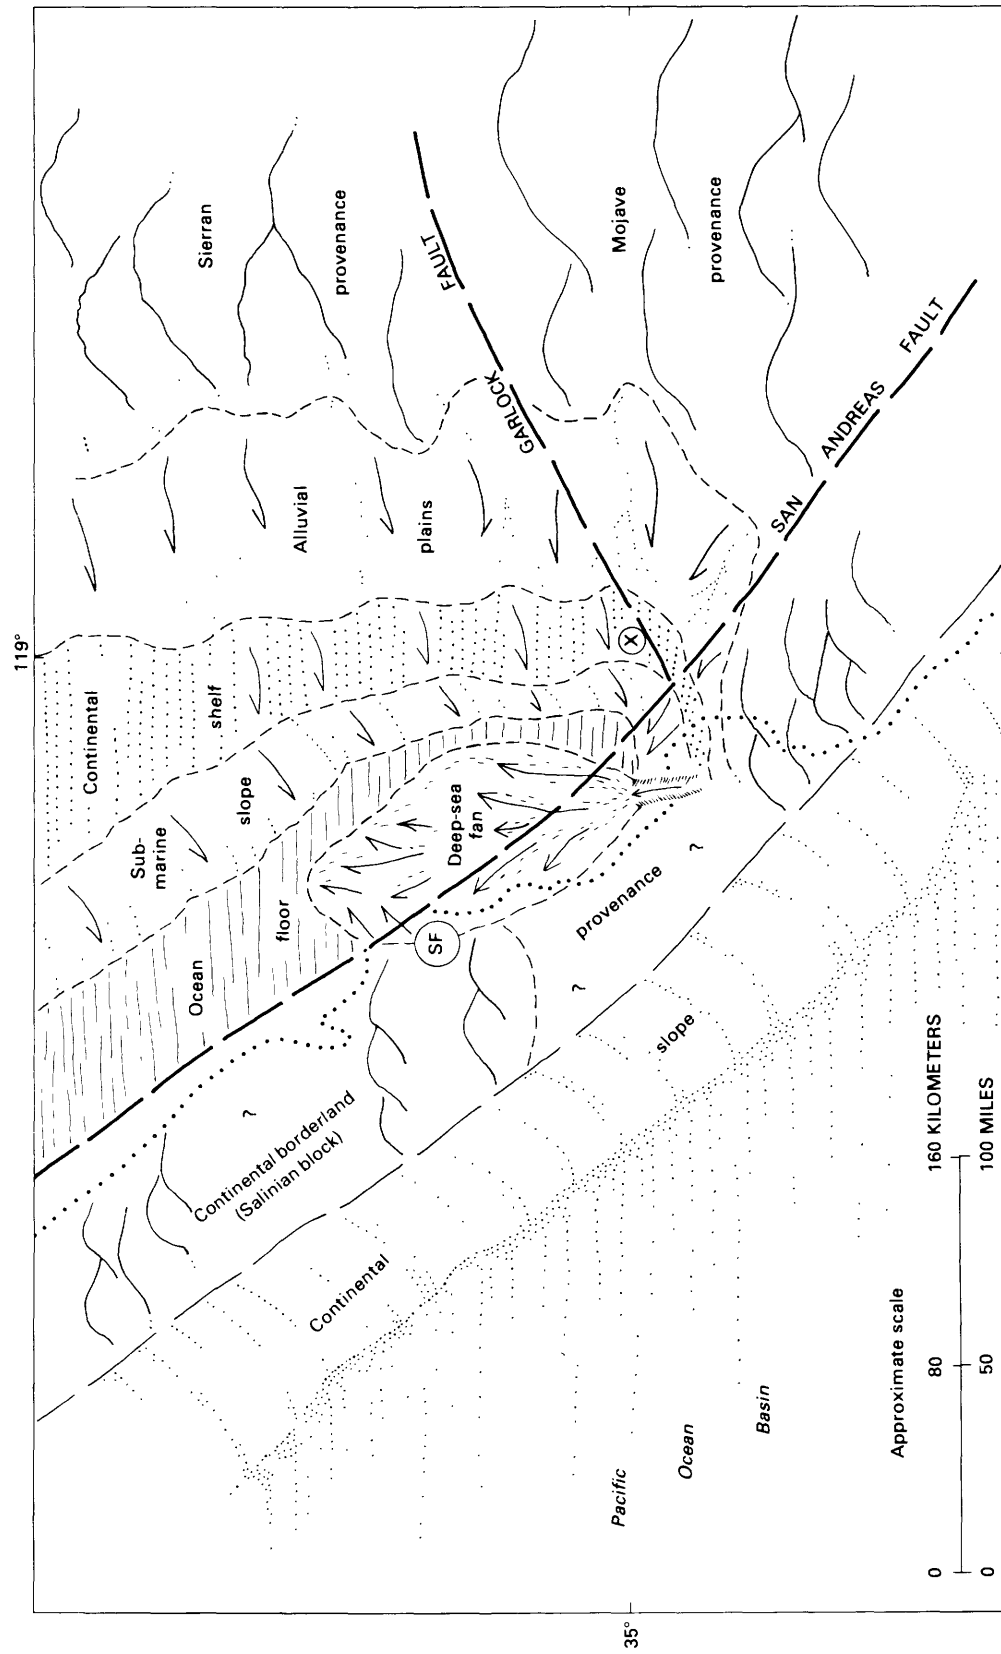 119°
35°
Sierran
provenance
FAULT
GARLOCK
Mojave
provenance
SAN ANDREAS FAULT
Alluvial
plains
Continental
shelf
Sub-
marine
slope
Ocean
floor
Deep-sea
fan
X
SF
provenance
?
?
?
Continental borderland
(Salinian block)
Continental
slope
Pacific
Ocean
Basin
Approximate scale
0 80 160 KILOMETERS
0 50 100 MILES